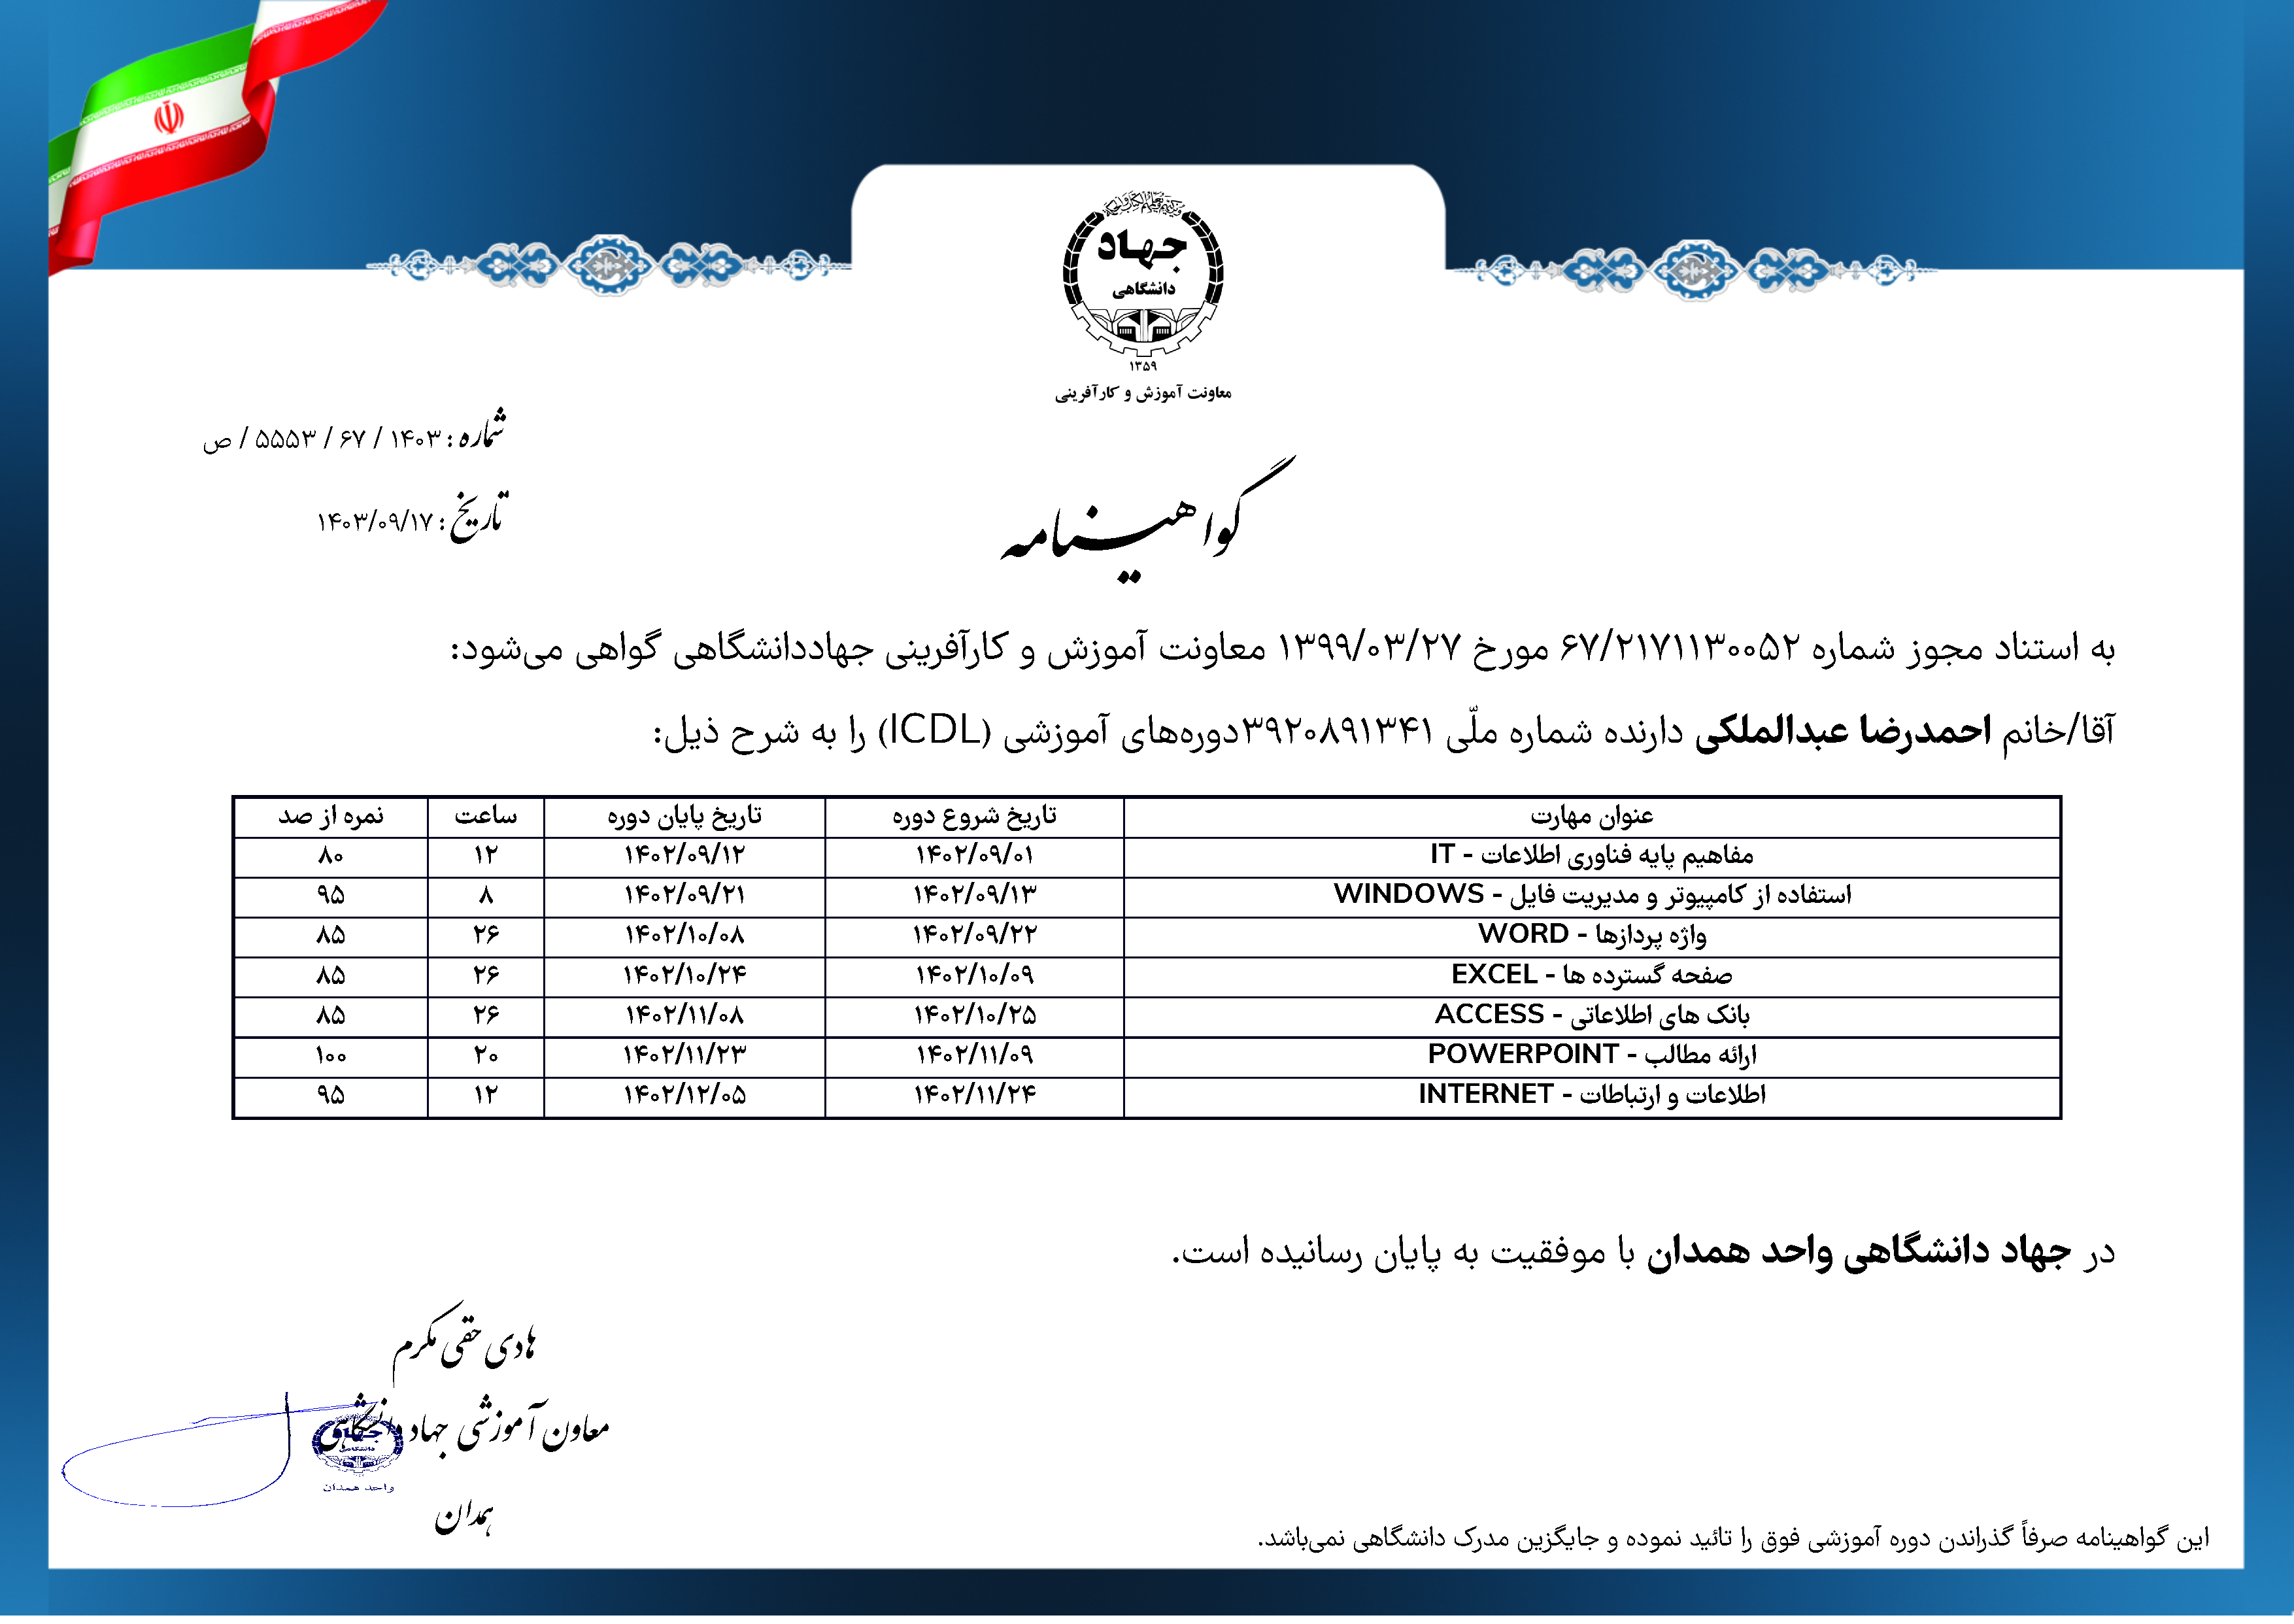 جهاد
دانشگاهی
۱۳۵۹
معاونت آموزش و کارآفرینی
شماره : ۱۴۰۳ / ۶۷ / ۵۵۵۳ / ص
تاریخ : ۱۴۰۳/۰۹/۱۷
گواهینامه
به استناد مجوز شماره ۶۷/۲۱۷۱۱۳۰۰۵۲ مورخ ۱۳۹۹/۰۳/۲۷ معاونت آموزش و کارآفرینی جهاددانشگاهی گواهی می‌شود:
آقا/خانم احمدرضا عبدالملکی دارنده شماره ملّی ۳۹۲۰۸۹۱۳۴۱دوره‌های آموزشی (ICDL) را به شرح ذیل:
عنوان مهارت تاریخ شروع دوره تاریخ پایان دوره ساعت نمره از صد
مفاهیم پایه فناوری اطلاعات - IT ۱۴۰۲/۰۹/۰۱ ۱۴۰۲/۰۹/۱۲ ۱۲ ۸۰
استفاده از کامپیوتر و مدیریت فایل - WINDOWS ۱۴۰۲/۰۹/۱۳ ۱۴۰۲/۰۹/۲۱ ۸ ۹۵
واژه پردازها - WORD ۱۴۰۲/۰۹/۲۲ ۱۴۰۲/۱۰/۰۸ ۲۶ ۸۵
صفحه گسترده ها - EXCEL ۱۴۰۲/۱۰/۰۹ ۱۴۰۲/۱۰/۲۴ ۲۶ ۸۵
بانک های اطلاعاتی - ACCESS ۱۴۰۲/۱۰/۲۵ ۱۴۰۲/۱۱/۰۸ ۲۶ ۸۵
ارائه مطالب - POWERPOINT ۱۴۰۲/۱۱/۰۹ ۱۴۰۲/۱۱/۲۳ ۲۰ ۱۰۰
اطلاعات و ارتباطات - INTERNET ۱۴۰۲/۱۱/۲۴ ۱۴۰۲/۱۲/۰۵ ۱۲ ۹۵
در جهاد دانشگاهی واحد همدان با موفقیت به پایان رسانیده است.
هادی حقی مکرم
معاون آموزشی جهاد دانشگاهی
همدان
جهاد
دانشگاهی
واحد همدان
این گواهینامه صرفاً گذراندن دوره آموزشی فوق را تائید نموده و جایگزین مدرک دانشگاهی نمی‌باشد.